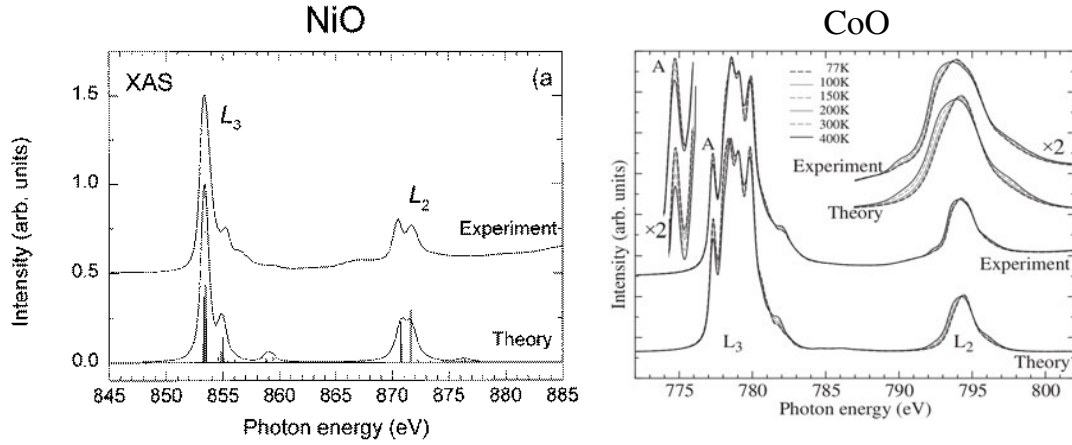 NiO
CoO
XAS
(a
1.5
1.0
0.5
0.0
L3
L2
Experiment
Theory
Intensity (arb. units)
845 850 855 860 865 870 875 880 885
Photon energy (eV)
A
A
77K
100K
150K
200K
300K
400K
×2
Experiment
Theory
×2
Experiment
L3
L2
Theory
Intensity (arb. units)
775 780 785 790 795 800
Photon energy (eV)